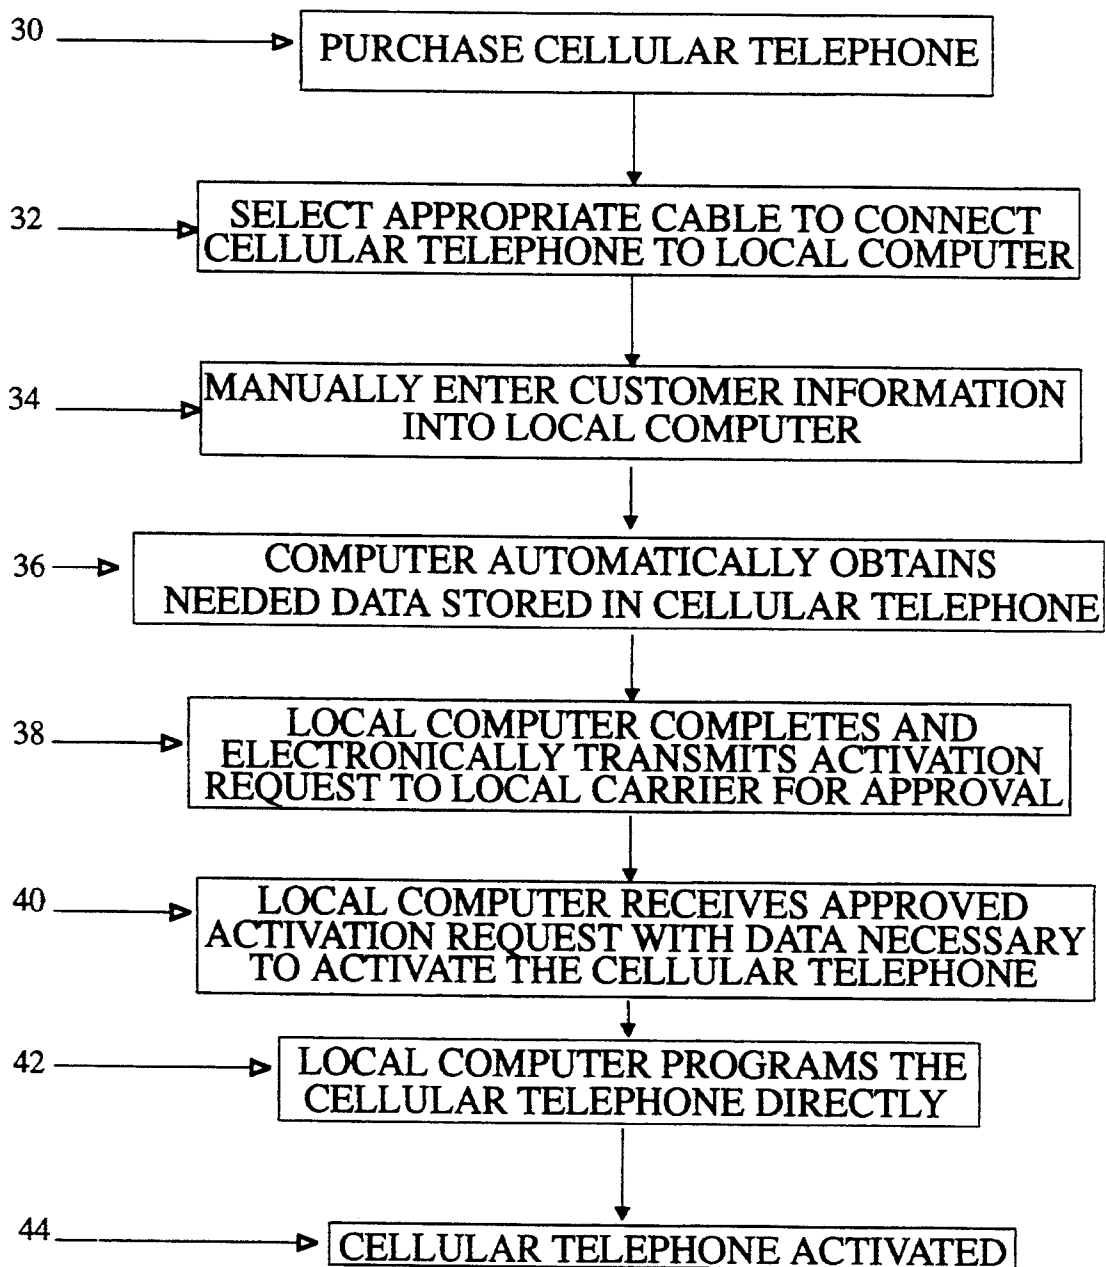 30
PURCHASE CELLULAR TELEPHONE
32
SELECT APPROPRIATE CABLE TO CONNECT
CELLULAR TELEPHONE TO LOCAL COMPUTER
34
MANUALLY ENTER CUSTOMER INFORMATION
INTO LOCAL COMPUTER
36
COMPUTER AUTOMATICALLY OBTAINS
NEEDED DATA STORED IN CELLULAR TELEPHONE
38
LOCAL COMPUTER COMPLETES AND
ELECTRONICALLY TRANSMITS ACTIVATION
REQUEST TO LOCAL CARRIER FOR APPROVAL
40
LOCAL COMPUTER RECEIVES APPROVED
ACTIVATION REQUEST WITH DATA NECESSARY
TO ACTIVATE THE CELLULAR TELEPHONE
42
LOCAL COMPUTER PROGRAMS THE
CELLULAR TELEPHONE DIRECTLY
44
CELLULAR TELEPHONE ACTIVATED